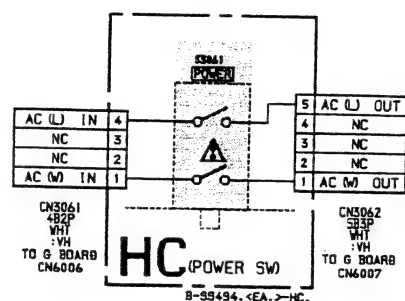 S3061
POWER
AC (L) IN 4
NC 3
NC 2
AC (W) IN 1
5 AC (L) OUT
4 NC
3 NC
2 NC
1 AC (W) OUT
CN3061
4B2P
WHT
:VH
TO G BOARD
CN6006
CN3062
5B3P
WHT
:VH
TO G BOARD
CN6007
HC (POWER SW)
B-SS494.<EA.>-HC.